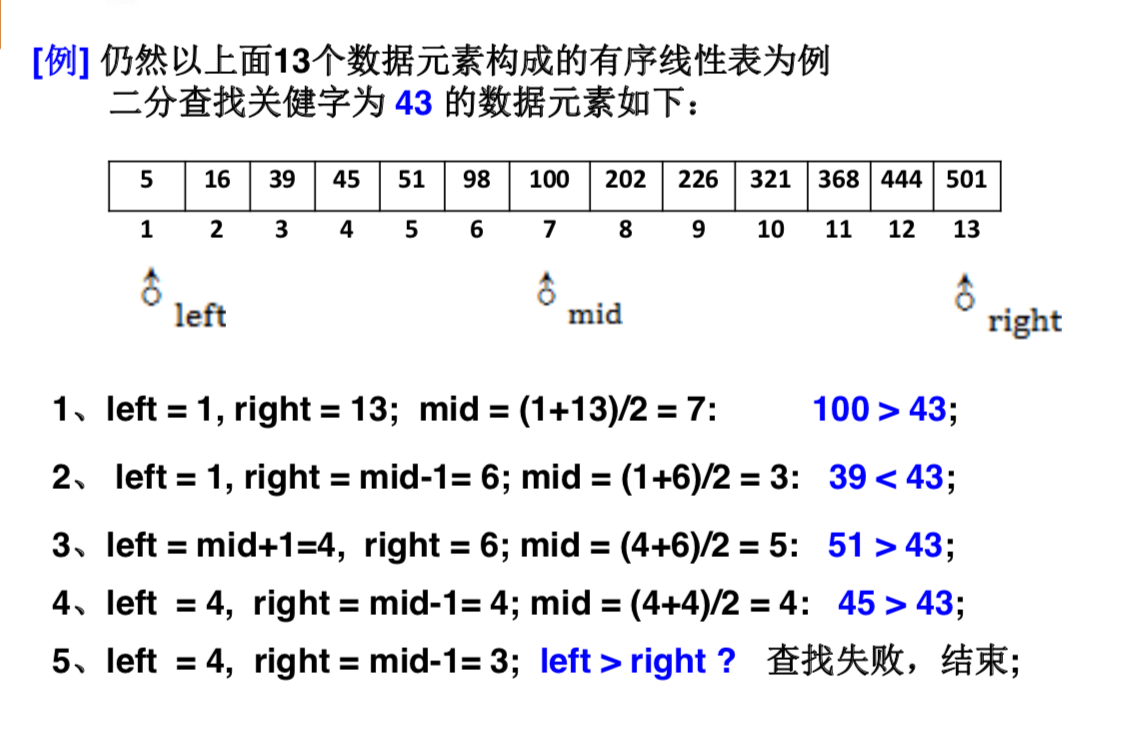 [例] 仍然以上面13个数据元素构成的有序线性表为例
二分查找关健字为 43 的数据元素如下：
5 16 39 45 51 98 100 202 226 321 368 444 501
1 2 3 4 5 6 7 8 9 10 11 12 13
left mid right
1、left = 1, right = 13; mid = (1+13)/2 = 7: 100 > 43;
2、 left = 1, right = mid-1= 6; mid = (1+6)/2 = 3: 39 < 43;
3、left = mid+1=4, right = 6; mid = (4+6)/2 = 5: 51 > 43;
4、left = 4, right = mid-1= 4; mid = (4+4)/2 = 4: 45 > 43;
5、left = 4, right = mid-1= 3; left > right ? 查找失败，结束;